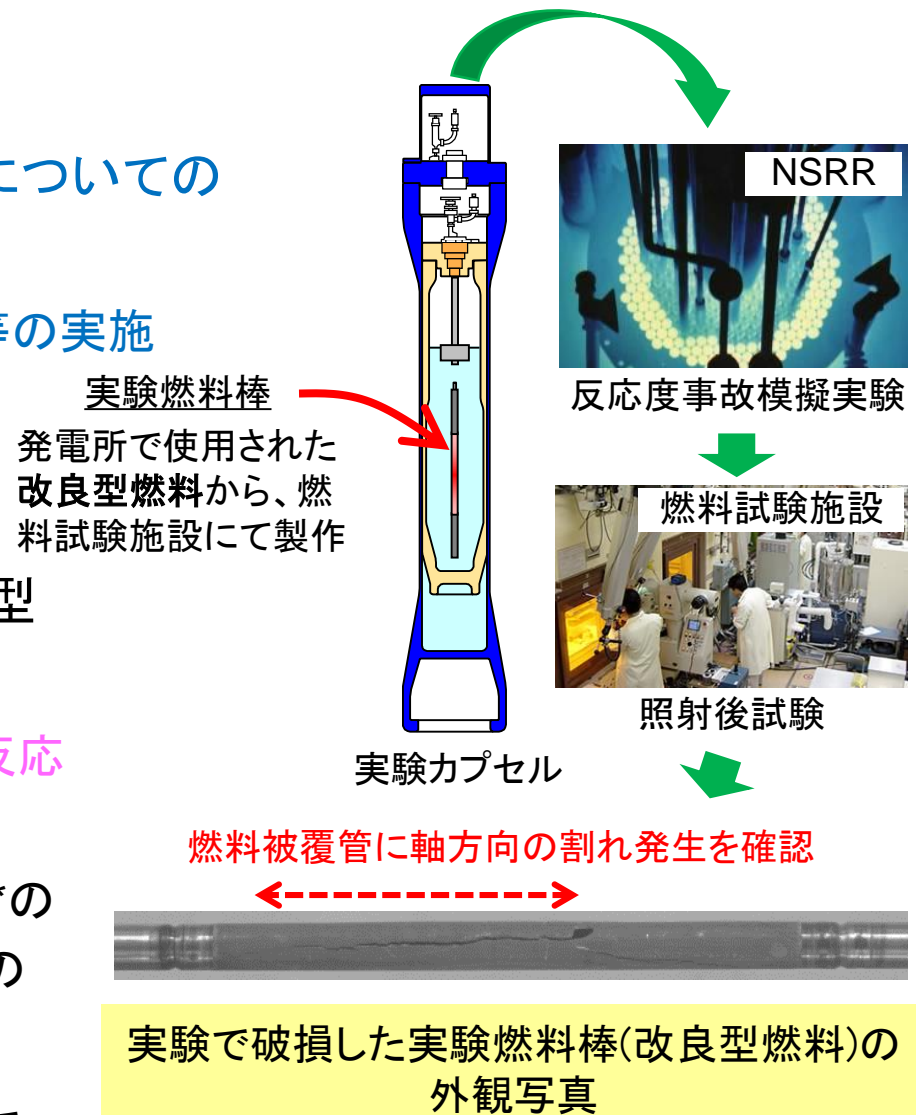 についての
等の実施
実験燃料棒
発電所で使用された
改良型燃料から、燃
料試験施設にて製作
型
反応
の
の
実験カプセル
NSRR
反応度事故模擬実験
燃料試験施設
照射後試験
燃料被覆管に軸方向の割れ発生を確認
実験で破損した実験燃料棒(改良型燃料)の
外観写真